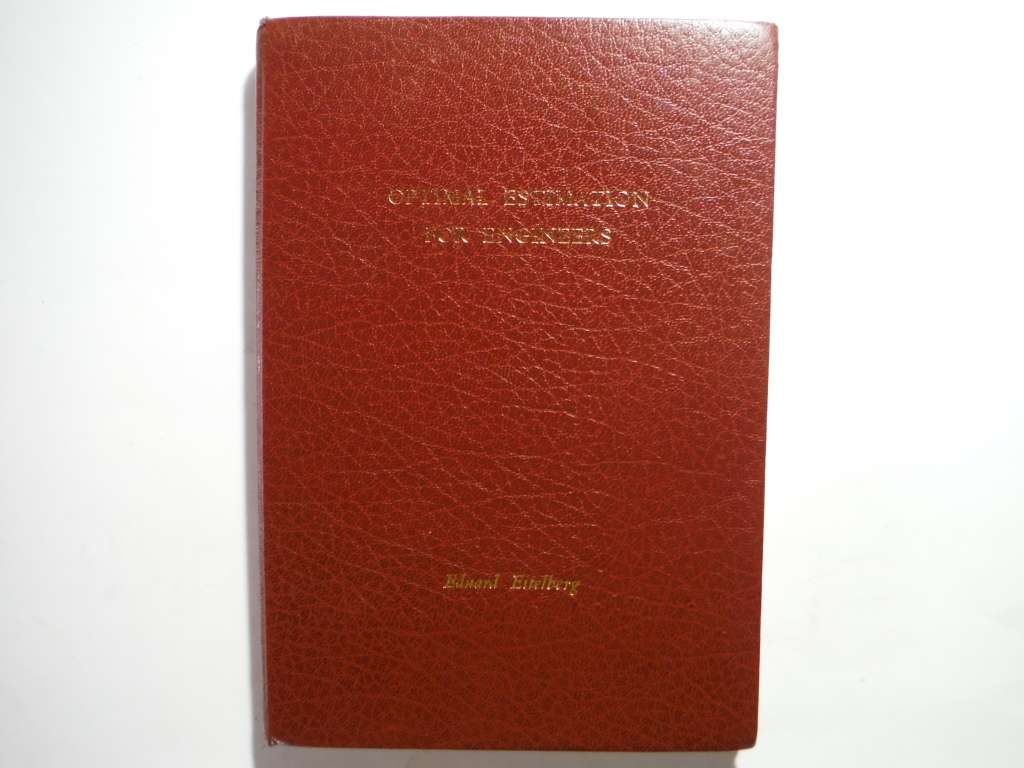 OPTIMAL ESTIMATION
FOR ENGINEERS
Eduard Eitelberg